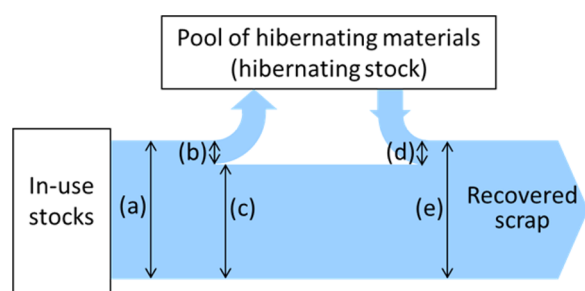 Pool of hibernating materials
(hibernating stock)
(b)
(d)
In-use
stocks
(a)
(c)
(e)
Recovered
scrap